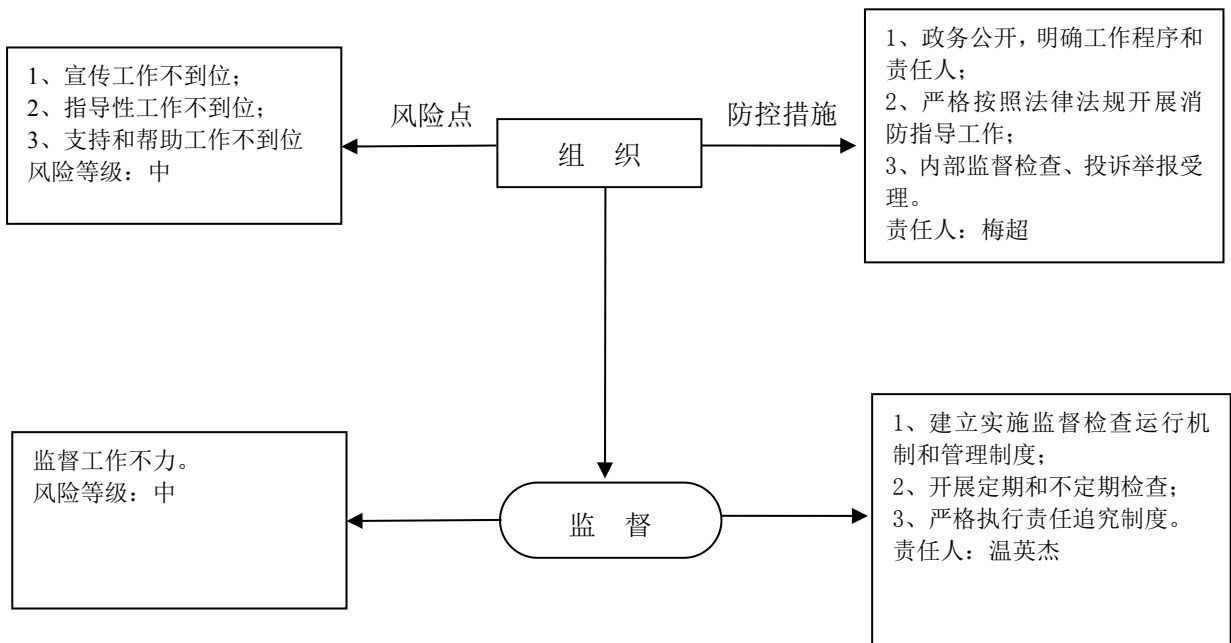 1、宣传工作不到位；
2、指导性工作不到位；
3、支持和帮助工作不到位
风险等级：中
风险点
组 织
防控措施
1、政务公开，明确工作程序和
责任人；
2、严格按照法律法规开展消
防指导工作；
3、内部监督检查、投诉举报受
理。
责任人：梅超
监督工作不力。
风险等级：中
监 督
1、建立实施监督检查运行机
制和管理制度；
2、开展定期和不定期检查；
3、严格执行责任追究制度。
责任人：温英杰